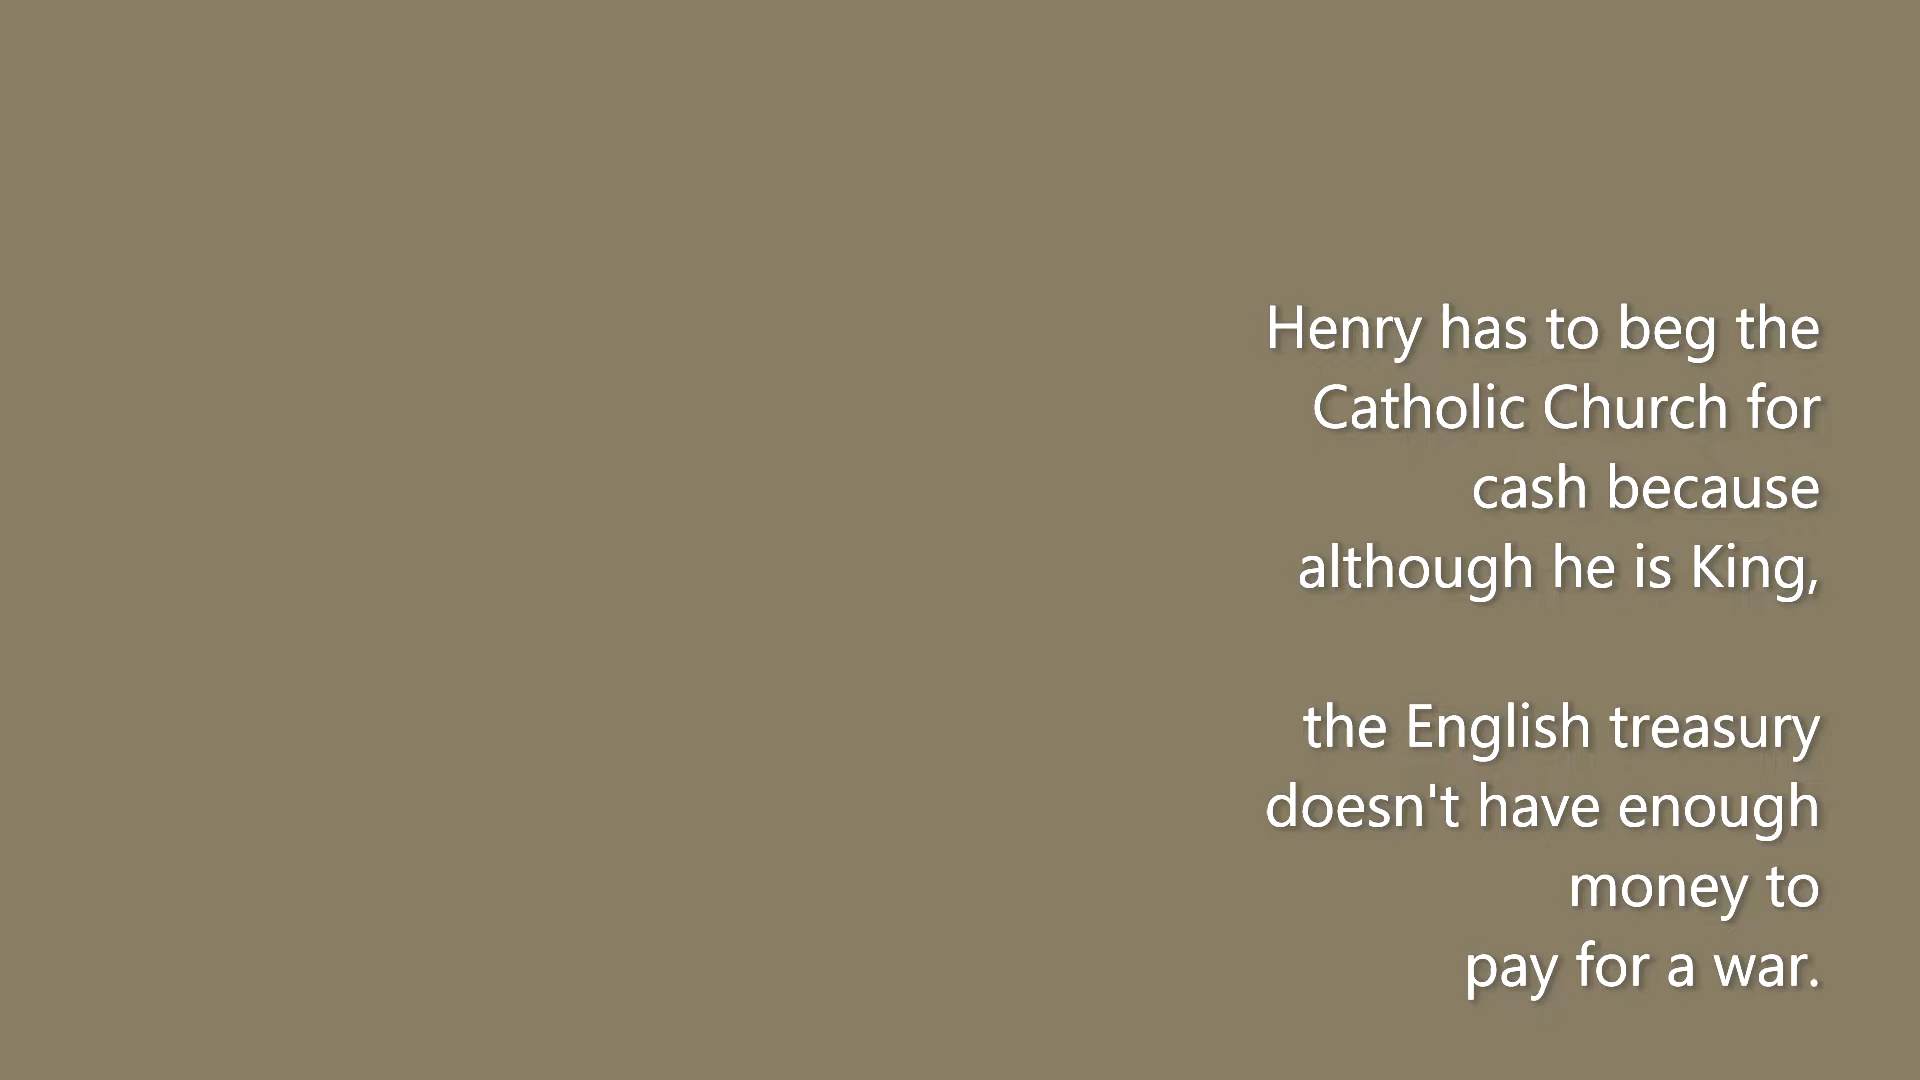 Henry has to beg the
Catholic Church for
cash because
although he is King,
the English treasury
doesn't have enough
money to
pay for a war.